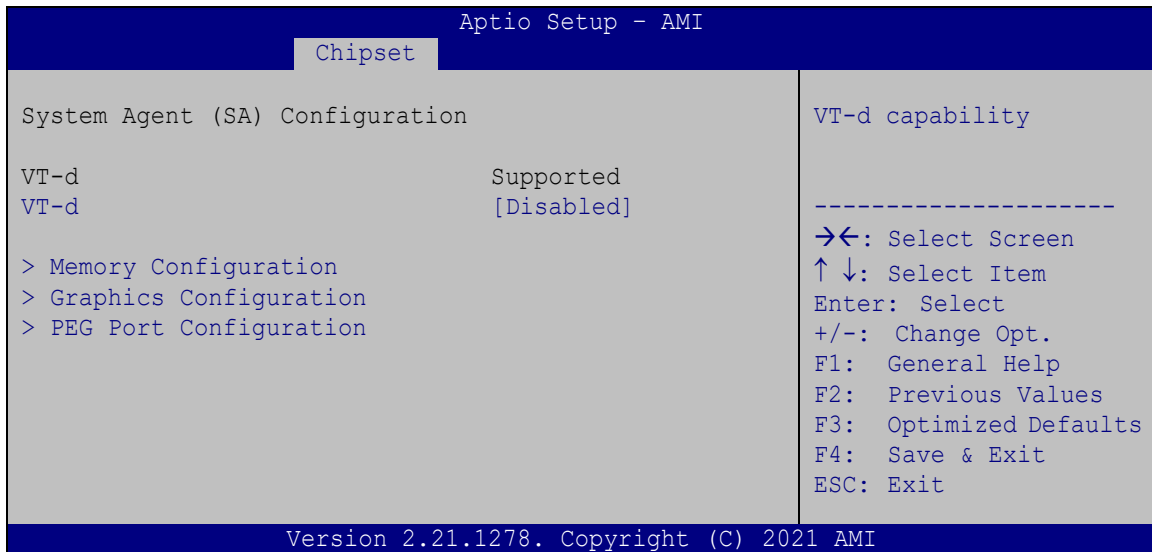 Aptio Setup – AMI
Chipset
System Agent (SA) Configuration
VT-d Supported
VT-d [Disabled]
> Memory Configuration
> Graphics Configuration
> PEG Port Configuration
VT-d capability
---------------------
→←: Select Screen
↑ ↓: Select Item
Enter: Select
+/-: Change Opt.
F1: General Help
F2: Previous Values
F3: Optimized Defaults
F4: Save & Exit
ESC: Exit
Version 2.21.1278. Copyright (C) 2021 AMI